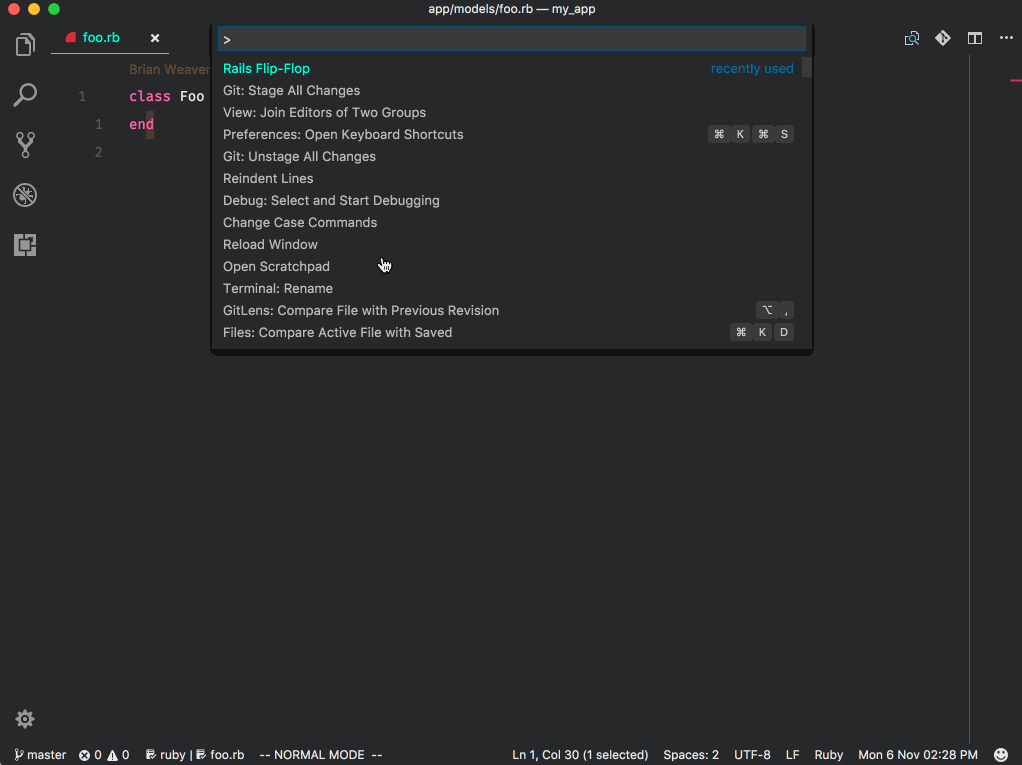 app/models/foo.rb — my_app
foo.rb
>
Brian Weaver
Rails Flip-Flop recently used
Git: Stage All Changes
1 class Foo
View: Join Editors of Two Groups
1 end
Preferences: Open Keyboard Shortcuts ⌘ K ⌘ S
2
Git: Unstage All Changes
Reindent Lines
Debug: Select and Start Debugging
Change Case Commands
Reload Window
Open Scratchpad
Terminal: Rename
GitLens: Compare File with Previous Revision ⌥ ,
Files: Compare Active File with Saved ⌘ K D
master 0 0 ruby | foo.rb -- NORMAL MODE -- Ln 1, Col 30 (1 selected) Spaces: 2 UTF-8 LF Ruby Mon 6 Nov 02:28 PM